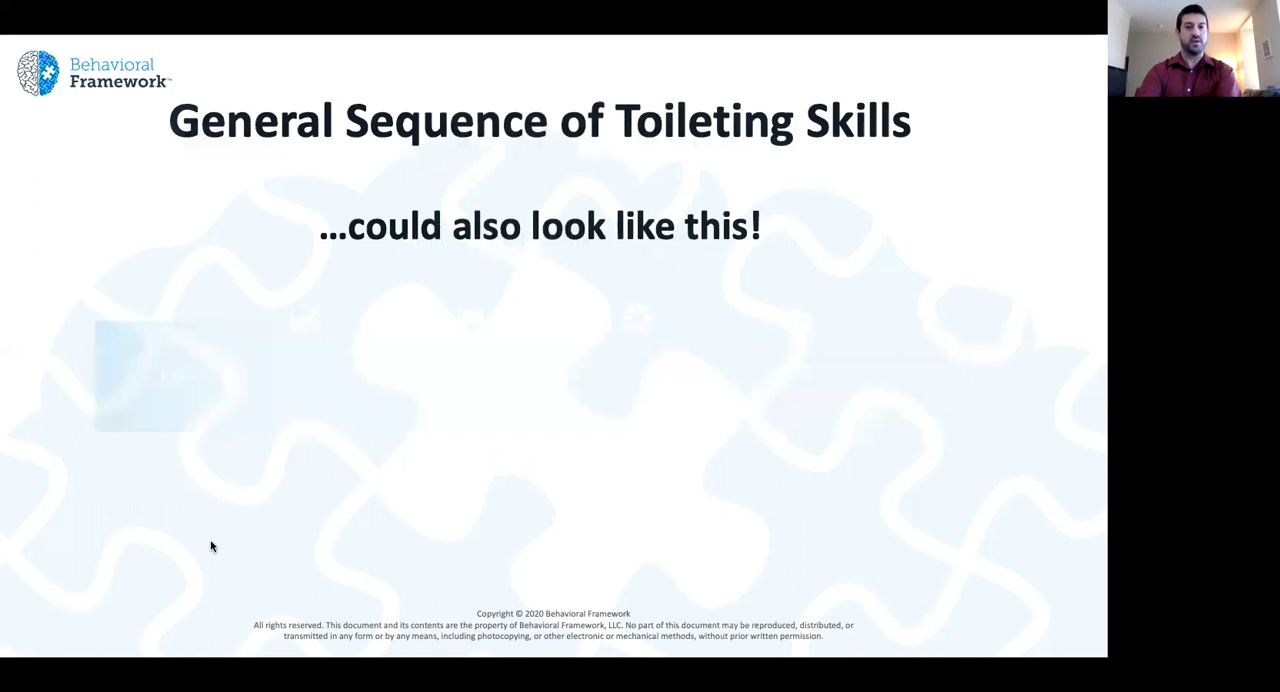 Behavioral
Framework™
General Sequence of Toileting Skills
...could also look like this!
Copyright © 2020 Behavioral Framework
All rights reserved. This document and its contents are the property of Behavioral Framework, LLC. No part of this document may be reproduced, distributed, or
transmitted in any form or by any means, including photocopying, or other electronic or mechanical methods, without prior written permission.